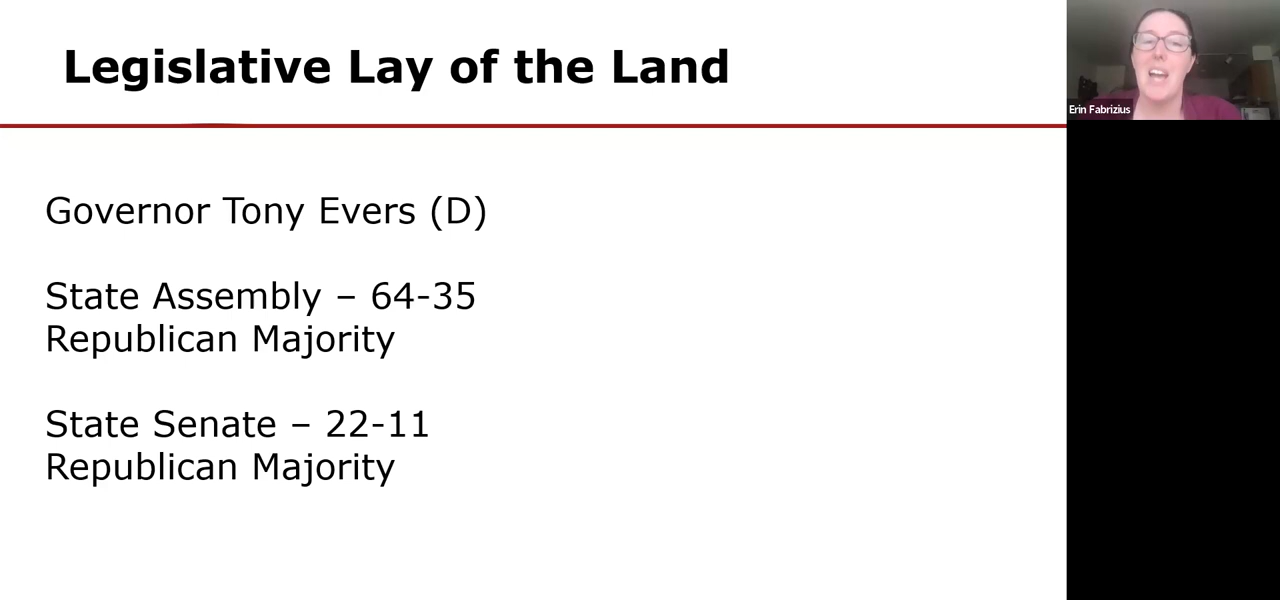 Legislative Lay of the Land
Erin Fabrizius
Governor Tony Evers (D)
State Assembly – 64-35
Republican Majority
State Senate – 22-11
Republican Majority